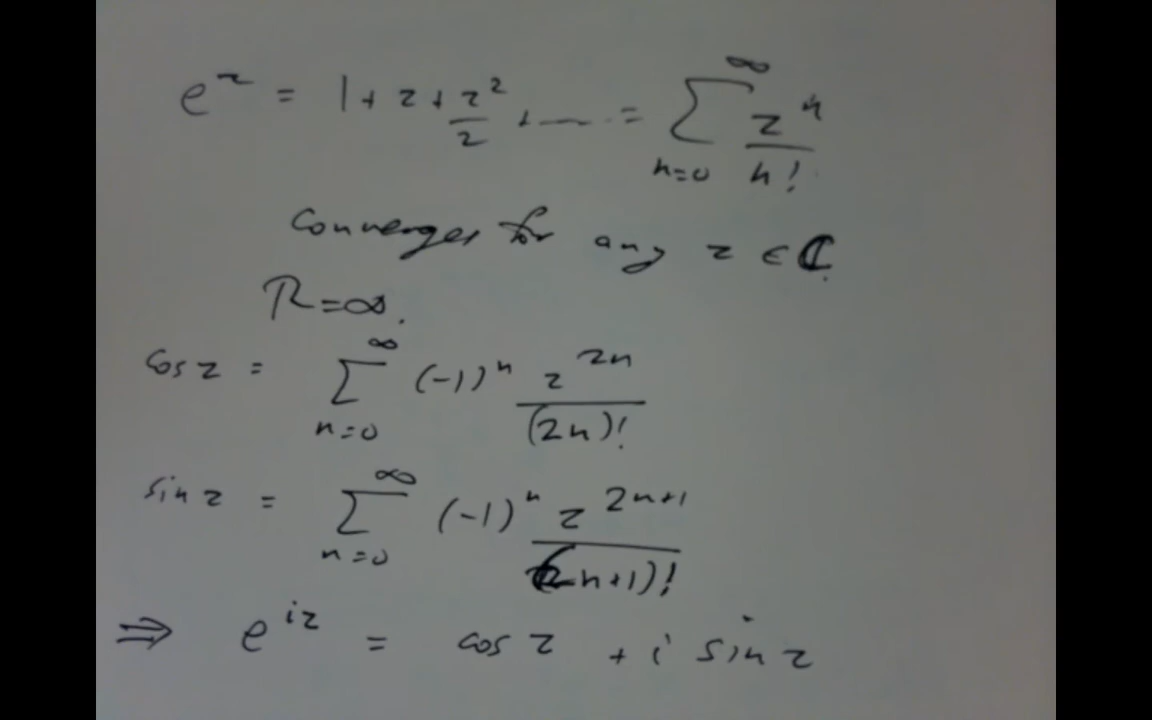 e^z = 1 + z + z^2/2 + .... = ∑_{n=0}^{∞} z^n/n!
Converges for any z ∈ ℂ.
R = ∞.
cos z = ∑_{n=0}^{∞} (-1)^n z^{2n}/(2n)!
sin z = ∑_{n=0}^{∞} (-1)^n z^{2n+1}/(2n+1)!
⇒ e^{iz} = cos z + i sin z